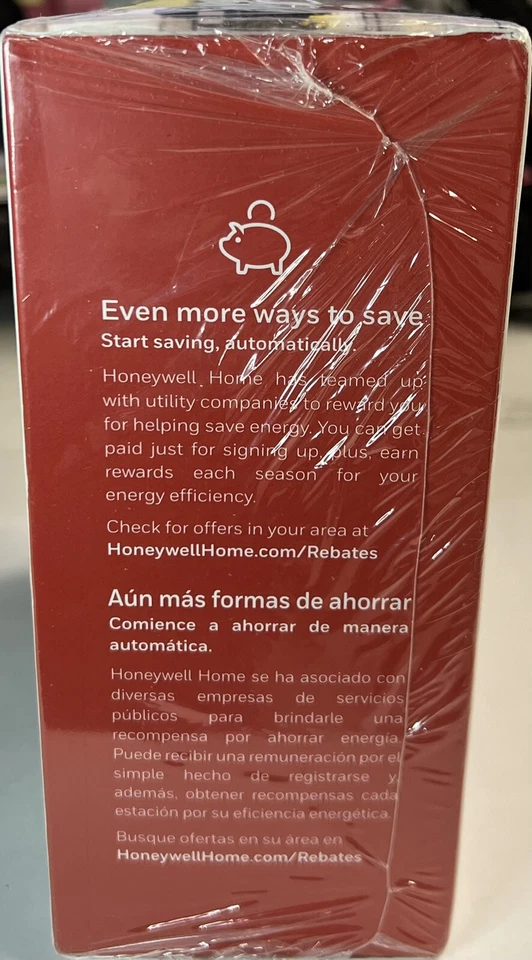 Even more ways to save
Start saving, automatically.
Honeywell Home has teamed up
with utility companies to reward you
for helping save energy. You can get
paid just for signing up, plus, earn
rewards each season for your
energy efficiency.
Check for offers in your area at
HoneywellHome.com/Rebates
Aún más formas de ahorrar
Comience a ahorrar de manera
automática.
Honeywell Home se ha asociado con
diversas empresas de servicios
públicos para brindarle una
recompensa por ahorrar energía.
Puede recibir una remuneración por el
simple hecho de registrarse y,
además, obtener recompensas cada
estación por su eficiencia energética.
Busque ofertas en su área en
HoneywellHome.com/Rebates